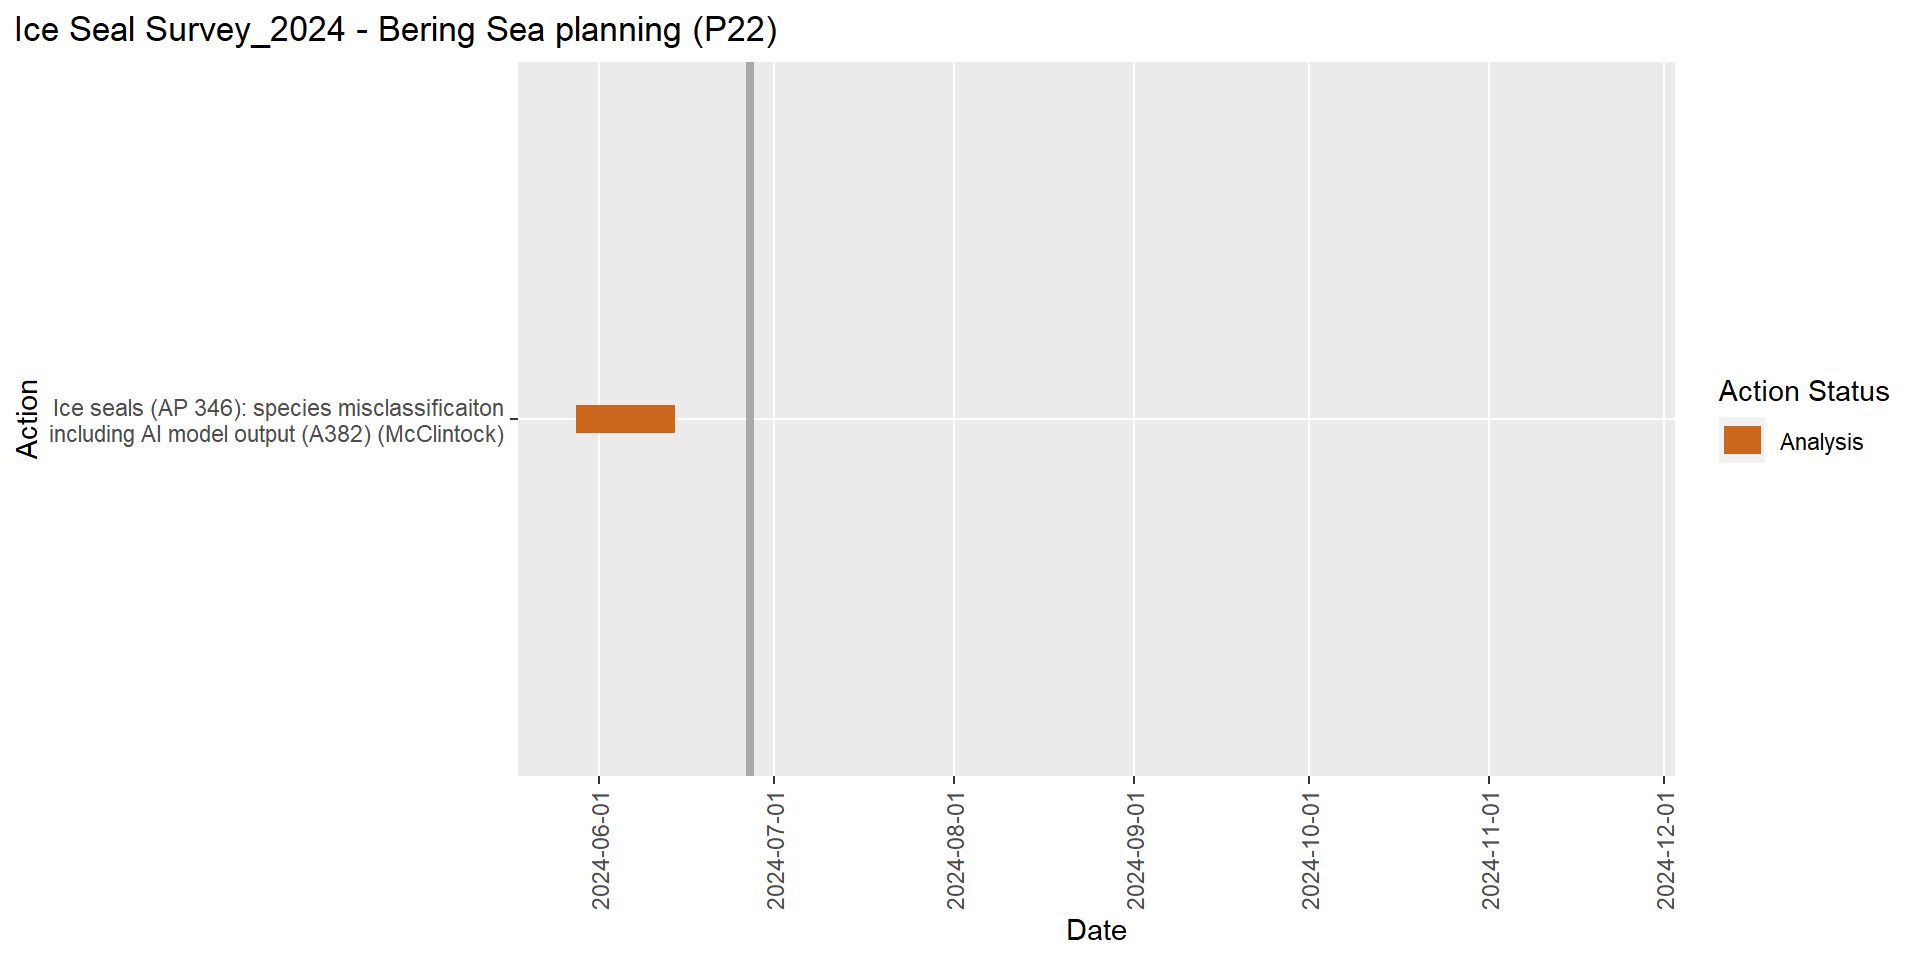 Ice Seal Survey_2024 - Bering Sea planning (P22)
Action
Ice seals (AP 346): species misclassificaiton
including AI model output (A382) (McClintock)
Action Status
Analysis
2024-06-01
2024-07-01
2024-08-01
2024-09-01
2024-10-01
2024-11-01
2024-12-01
Date